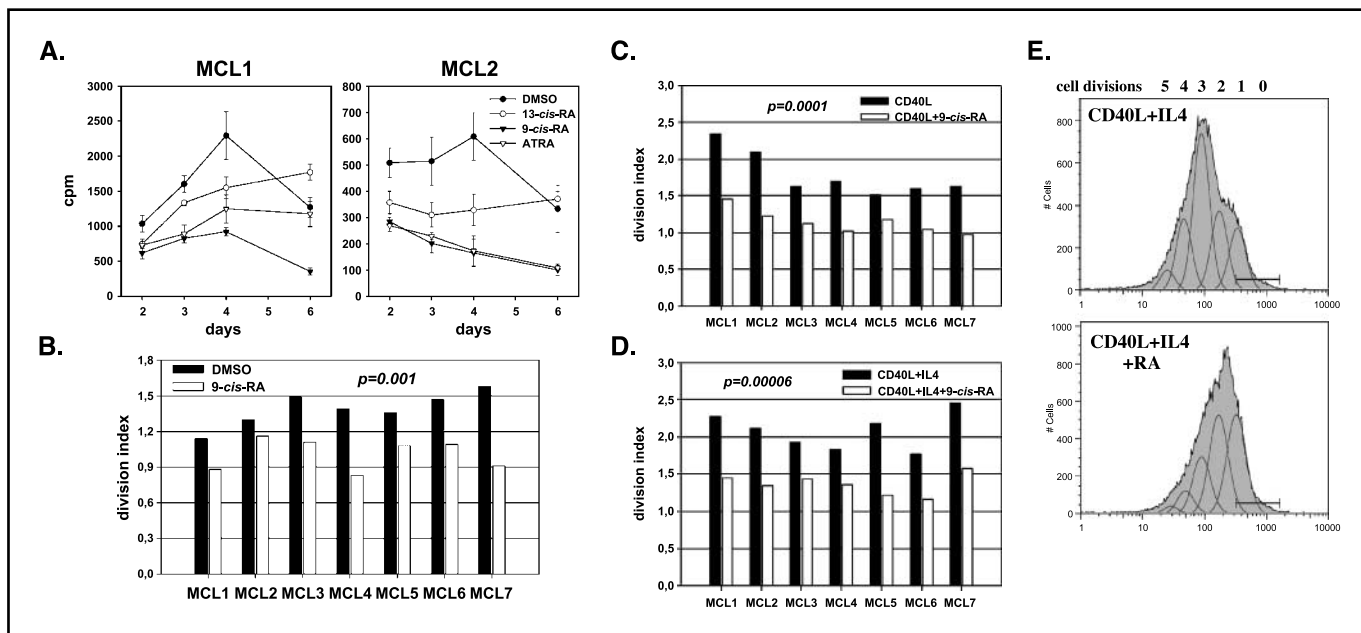 A.
MCL1
MCL2
3000
2500
2000
1500
1000
500
0
cpm
2 3 4 5 6
days
800
700
600
500
400
300
200
100
0
2 3 4 5 6
days
DMSO
13-cis-RA
9-cis-RA
ATRA
B.
1,8
1,5
1,2
0,9
0,6
0,3
0,0
division index
DMSO
9-cis-RA
p=0.001
MCL1 MCL2 MCL3 MCL4 MCL5 MCL6 MCL7
C.
3,0
2,5
2,0
1,5
1,0
0,5
0,0
division index
p=0.0001
CD40L
CD40L+9-cis-RA
MCL1 MCL2 MCL3 MCL4 MCL5 MCL6 MCL7
D.
3,0
2,5
2,0
1,5
1,0
0,5
0,0
division index
p=0.00006
CD40L+IL4
CD40L+IL4+9-cis-RA
MCL1 MCL2 MCL3 MCL4 MCL5 MCL6 MCL7
E.
cell divisions 5 4 3 2 1 0
CD40L+IL4
800
600
400
200
0
# Cells
1 10 100 1000 10000
CD40L+IL4
+RA
1000
800
600
400
200
0
# Cells
1 10 100 1000 10000